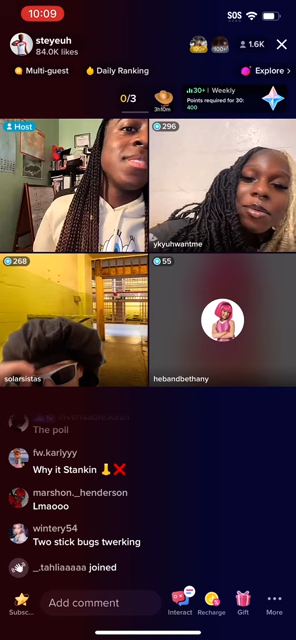 10:09
SOS
steyeuh
84.0K likes
100+
1.6K
Multi-guest
Daily Ranking
Explore >
0/3
3h10m
30+ | Weekly
Points required for 30:
400
Host
296
ykyuhwantme
268
solarsistas
55
hebandbethany
The poll
fw.karlyyy
Why it Stankin 👃❌
marshon._henderson
Lmaooo
wintery54
Two stick bugs twerking
_.tahliaaaaa joined
Subsc...
Add comment
Interact
Recharge
Gift
More